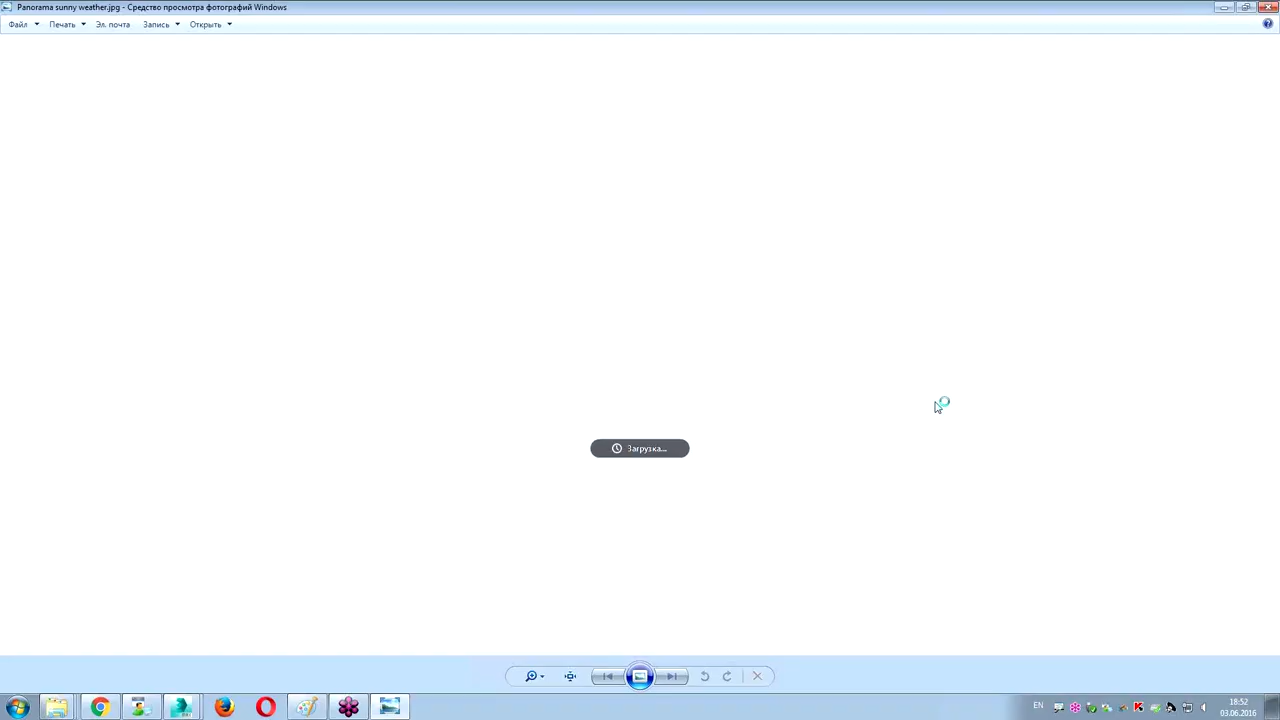 Panorama sunny weather.jpg - Средство просмотра фотографий Windows
Файл Печать Эл. почта Запись Открыть
Загрузка...
EN
18:52
03.06.2016